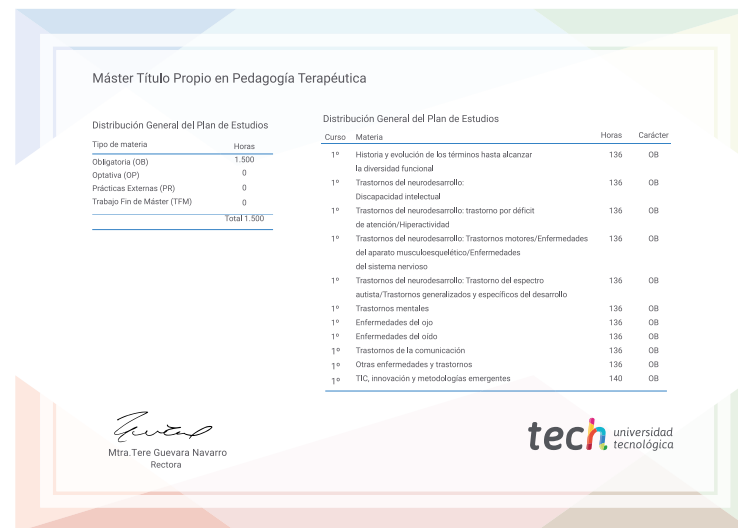 Máster Título Propio en Pedagogía Terapéutica
Distribución General del Plan de Estudios
Tipo de materia Horas
Obligatoria (OB) 1.500
Optativa (OP) 0
Prácticas Externas (PR) 0
Trabajo Fin de Máster (TFM) 0
Total 1.500
Distribución General del Plan de Estudios
Curso Materia Horas Carácter
1º Historia y evolución de los términos hasta alcanzar 136 OB
la diversidad funcional
1º Trastornos del neurodesarrollo: 136 OB
Discapacidad intelectual
1º Trastornos del neurodesarrollo: trastorno por déficit 136 OB
de atención/Hiperactividad
1º Trastornos del neurodesarrollo: Trastornos motores/Enfermedades 136 OB
del aparato musculoesquelético/Enfermedades
del sistema nervioso
1º Trastornos del neurodesarrollo: Trastorno del espectro 136 OB
autista/Trastornos generalizados y específicos del desarrollo
1º Trastornos mentales 136 OB
1º Enfermedades del ojo 136 OB
1º Enfermedades del oído 136 OB
1º Trastornos de la comunicación 136 OB
1º Otras enfermedades y trastornos 136 OB
1º TIC, innovación y metodologías emergentes 140 OB
Mtra.Tere Guevara Navarro
Rectora
tech universidad
tecnológica